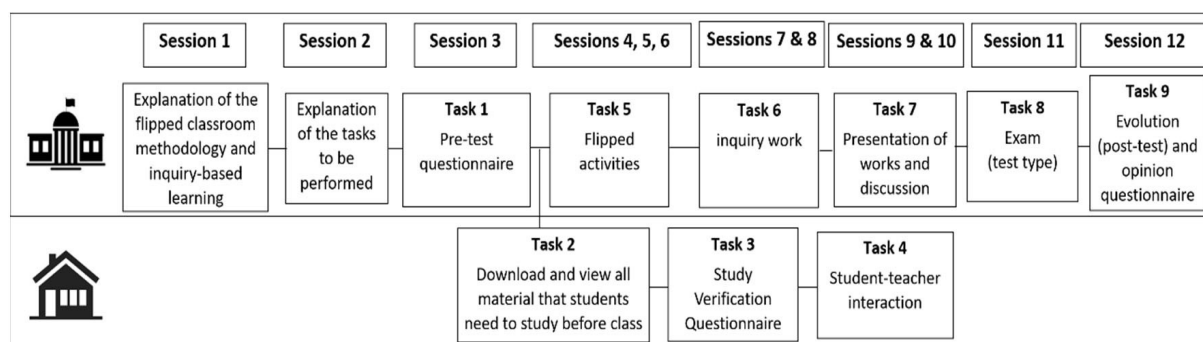 Session 1
Session 2
Session 3
Sessions 4, 5, 6
Sessions 7 & 8
Sessions 9 & 10
Session 11
Session 12
Explanation of the
flipped classroom
methodology and
inquiry-based
learning
Explanation
of the tasks
to be
performed
Task 1
Pre-test
questionnaire
Task 5
Flipped
activities
Task 6
inquiry work
Task 7
Presentation of
works and
discussion
Task 8
Exam
(test type)
Task 9
Evolution
(post-test) and
opinion
questionnaire
Task 2
Download and view all
material that students
need to study before class
Task 3
Study
Verification
Questionnaire
Task 4
Student-teacher
interaction